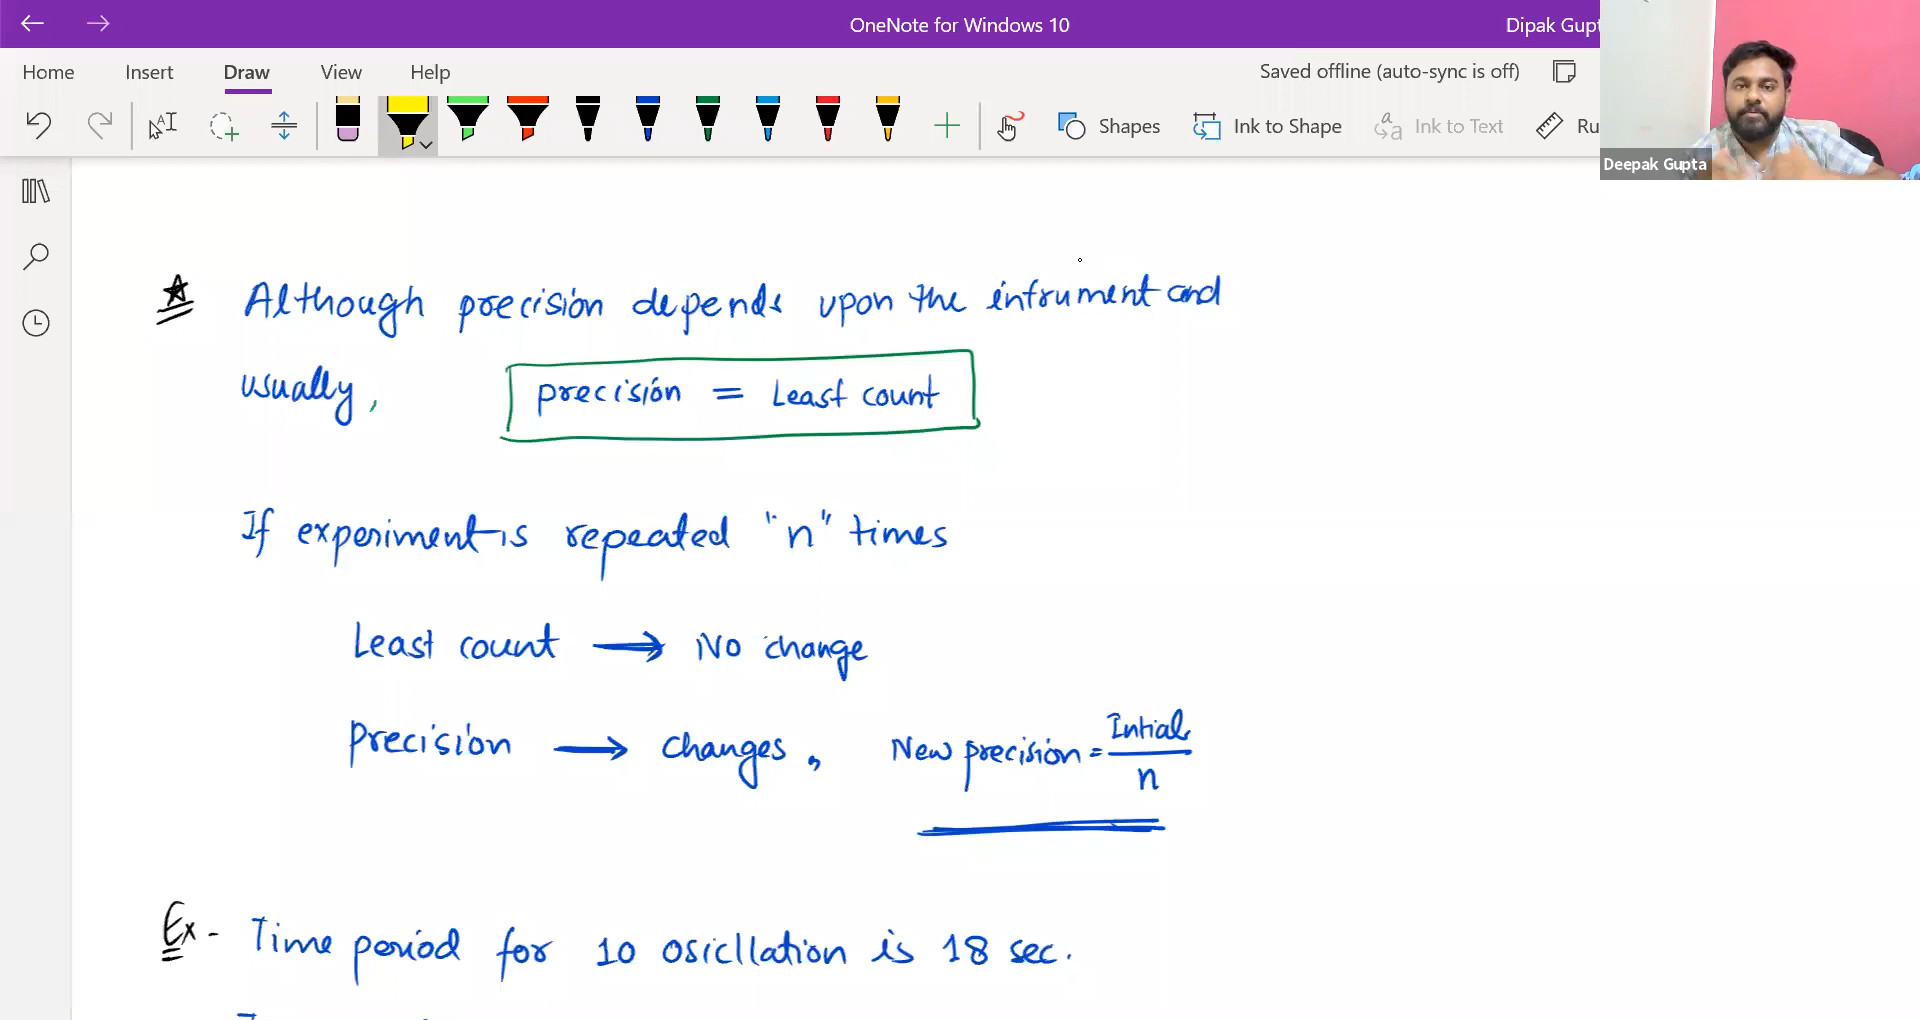 OneNote for Windows 10
Dipak Gupt
Home Insert Draw View Help
Saved offline (auto-sync is off)
Shapes Ink to Shape Ink to Text Ru
Deepak Gupta
Although precision depends upon the intrument and
usually, precision = Least count
If experiment is repeated "n" times
Least count → No change
Precision → changes, New precision = Intial / n
Ex - Time period for 10 osicllation is 18 sec.